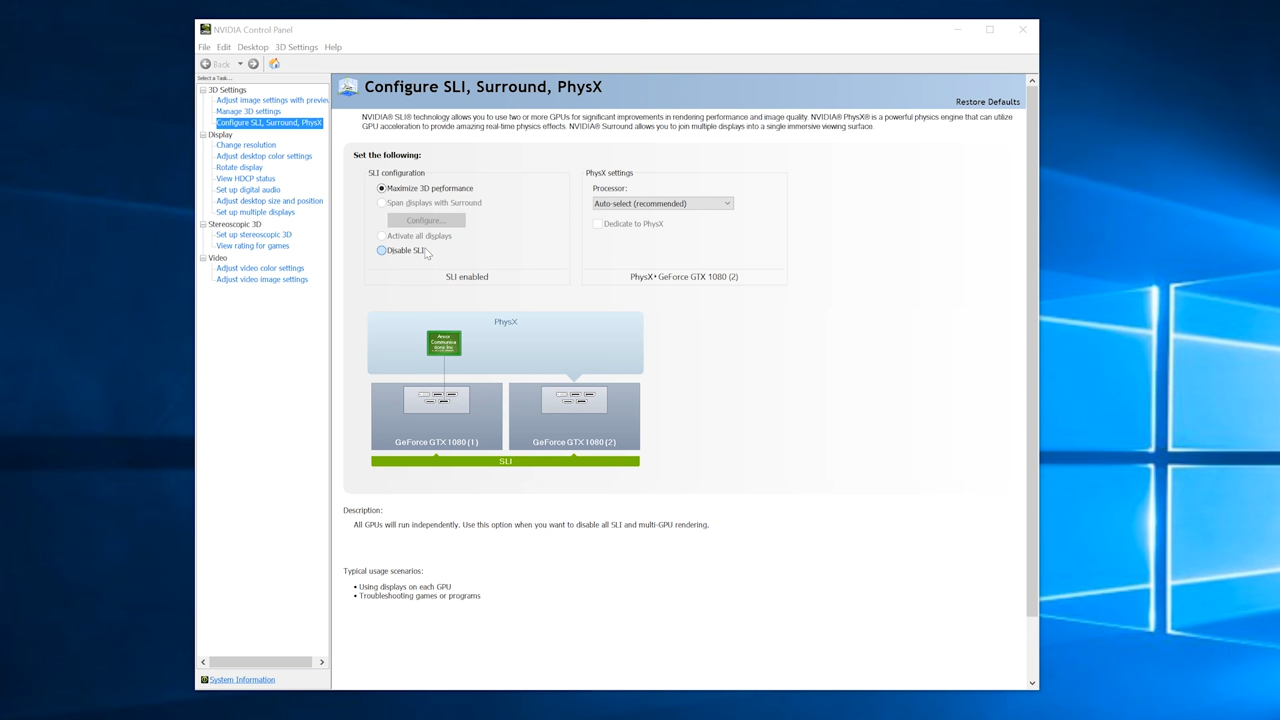 NVIDIA Control Panel
File Edit Desktop 3D Settings Help
Back
Select a Task...
3D Settings
Adjust image settings with preview
Manage 3D settings
Configure SLI, Surround, PhysX
Display
Change resolution
Adjust desktop color settings
Rotate display
View HDCP status
Set up digital audio
Adjust desktop size and position
Set up multiple displays
Stereoscopic 3D
Set up stereoscopic 3D
View rating for games
Video
Adjust video color settings
Adjust video image settings
System Information
Configure SLI, Surround, PhysX
Restore Defaults
NVIDIA® SLI® technology allows you to use two or more GPUs for significant improvements in rendering performance and image quality. NVIDIA® PhysX® is a powerful physics engine that can utilize
GPU acceleration to provide amazing real-time physics effects. NVIDIA® Surround allows you to join multiple displays into a single immersive viewing surface.
Set the following:
SLI configuration
Maximize 3D performance
Span displays with Surround
Configure...
Activate all displays
Disable SLI
SLI enabled
PhysX settings
Processor:
Auto-select (recommended)
Dedicate to PhysX
PhysX ‣ GeForce GTX 1080 (2)
PhysX
Ancor
Communica
tions Inc
GeForce GTX 1080 (1)
GeForce GTX 1080 (2)
SLI
Description:
All GPUs will run independently. Use this option when you want to disable all SLI and multi-GPU rendering.
Typical usage scenarios:
• Using displays on each GPU
• Troubleshooting games or programs